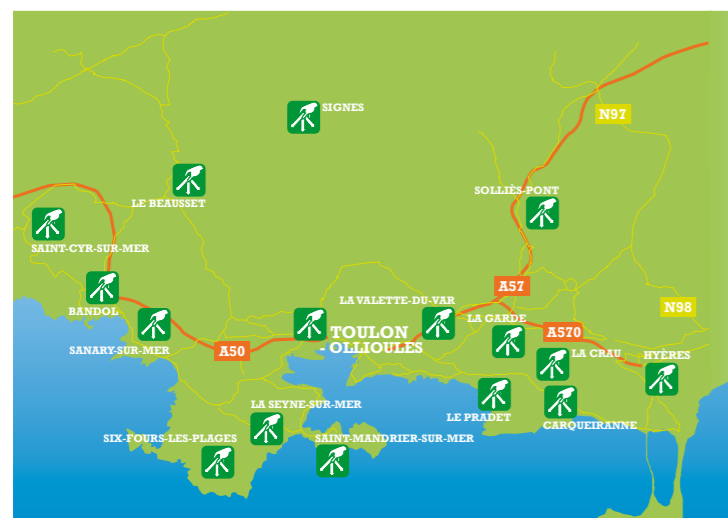 SIGNES
N97
LE BEAUSSET
SOLLIÈS-PONT
SAINT-CYR-SUR-MER
A57
LA VALETTE-DU-VAR
BANDOL
N98
LA GARDE
SANARY-SUR-MER
TOULON
- OLLIOULES
A570
A50
LA CRAU
HYÈRES
LA SEYNE-SUR-MER
LE PRADET
CARQUEIRANNE
SIX-FOURS-LES-PLAGES
SAINT-MANDRIER-SUR-MER